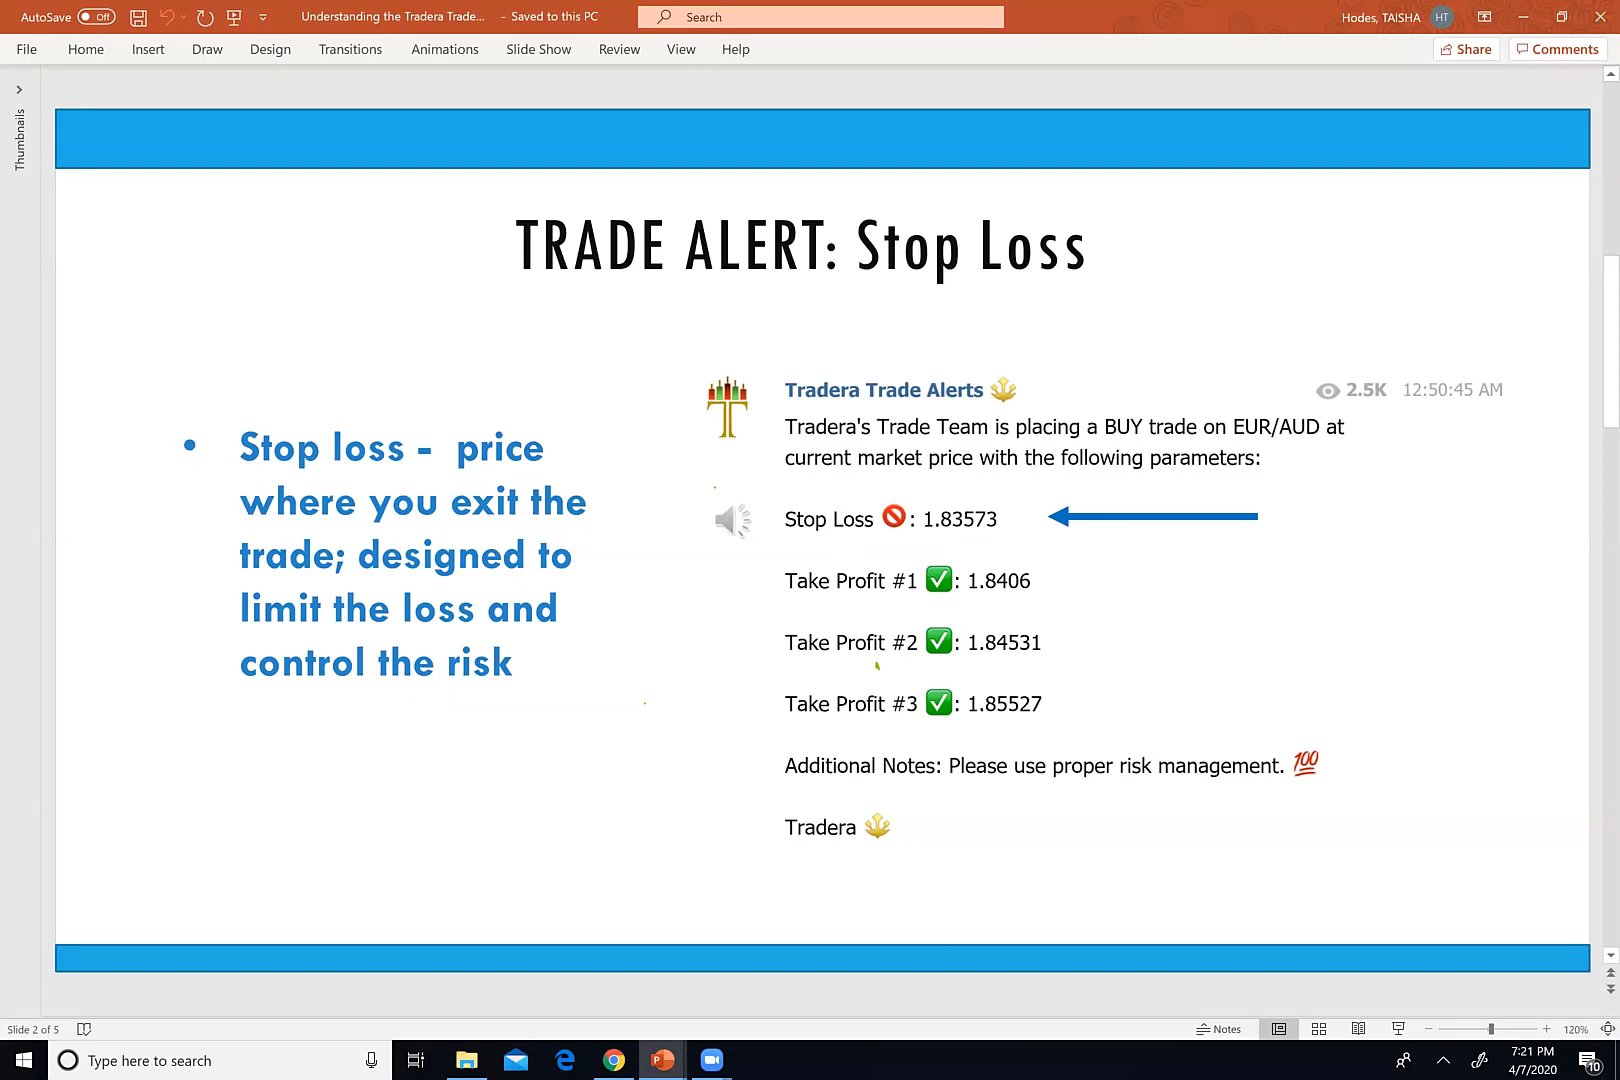 AutoSave Off
Understanding the Tradera Trade... - Saved to this PC
Search
Hodes, TAISHA HT
File Home Insert Draw Design Transitions Animations Slide Show Review View Help
Share Comments
Thumbnails
TRADE ALERT: Stop Loss
• Stop loss - price
where you exit the
trade; designed to
limit the loss and
control the risk
Tradera Trade Alerts 2.5K 12:50:45 AM
Tradera's Trade Team is placing a BUY trade on EUR/AUD at
current market price with the following parameters:
Stop Loss 🚫: 1.83573
Take Profit #1 ✅: 1.8406
Take Profit #2 ✅: 1.84531
Take Profit #3 ✅: 1.85527
Additional Notes: Please use proper risk management. 💯
Tradera 🔱
Slide 2 of 5
Notes
120%
Type here to search
7:21 PM
4/7/2020
10